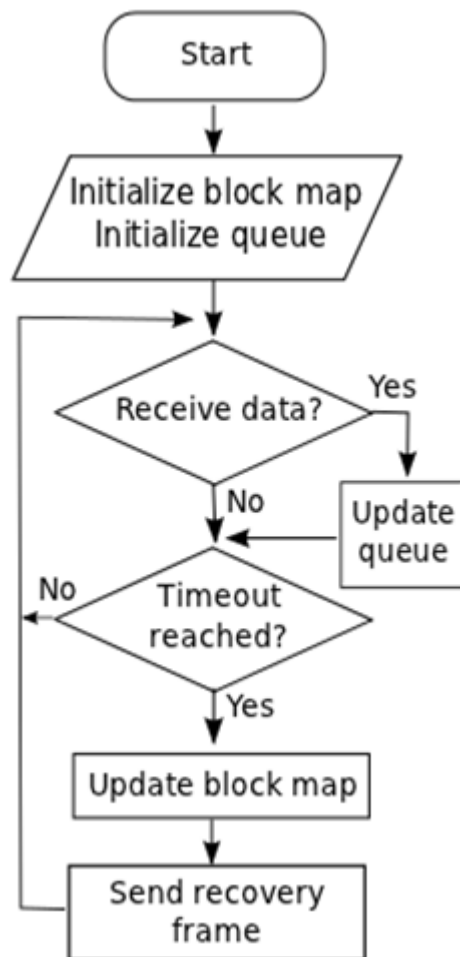 Start
Initialize block map
Initialize queue
Receive data?
Yes
No
Update
queue
No
Timeout
reached?
Yes
Update block map
Send recovery
frame